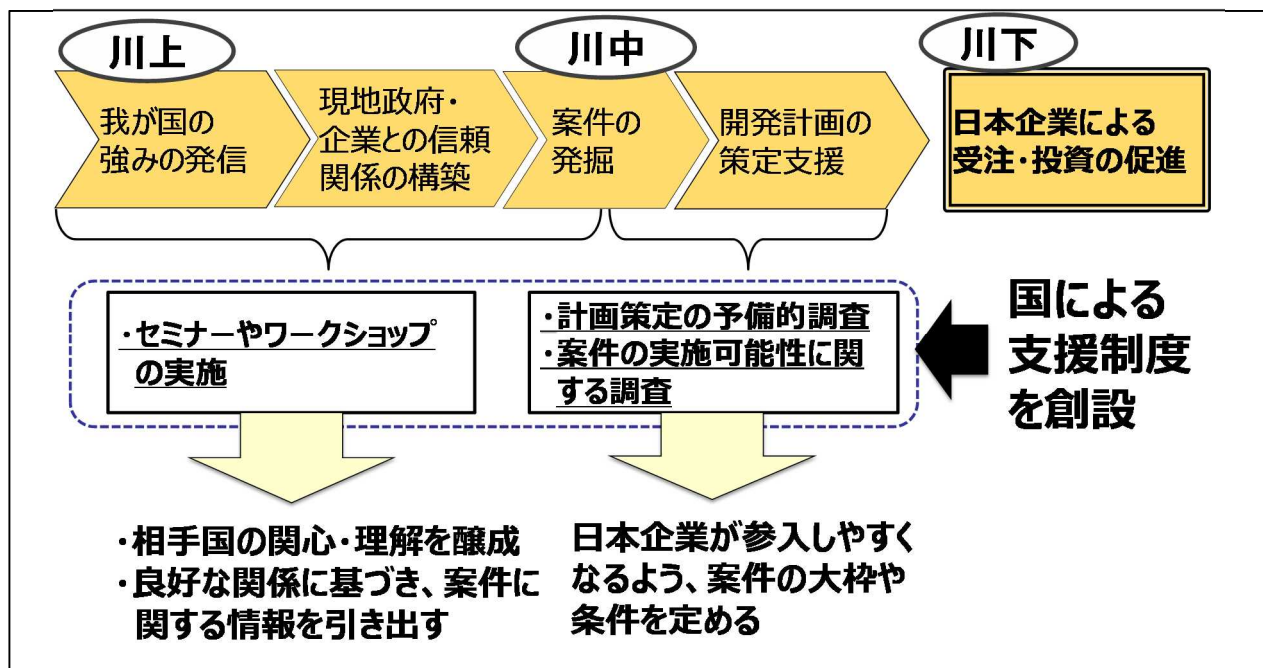 川上
川中
川下
我が国の
強みの発信
現地政府・
企業との信頼
関係の構築
案件の
発掘
開発計画の
策定支援
日本企業による
受注・投資の促進
・セミナーやワークショップ
の実施
・計画策定の予備的調査
・案件の実施可能性に関
する調査
国による
支援制度
を創設
・相手国の関心・理解を醸成
・良好な関係に基づき、案件に
関する情報を引き出す
日本企業が参入しやすく
なるよう、案件の大枠や
条件を定める